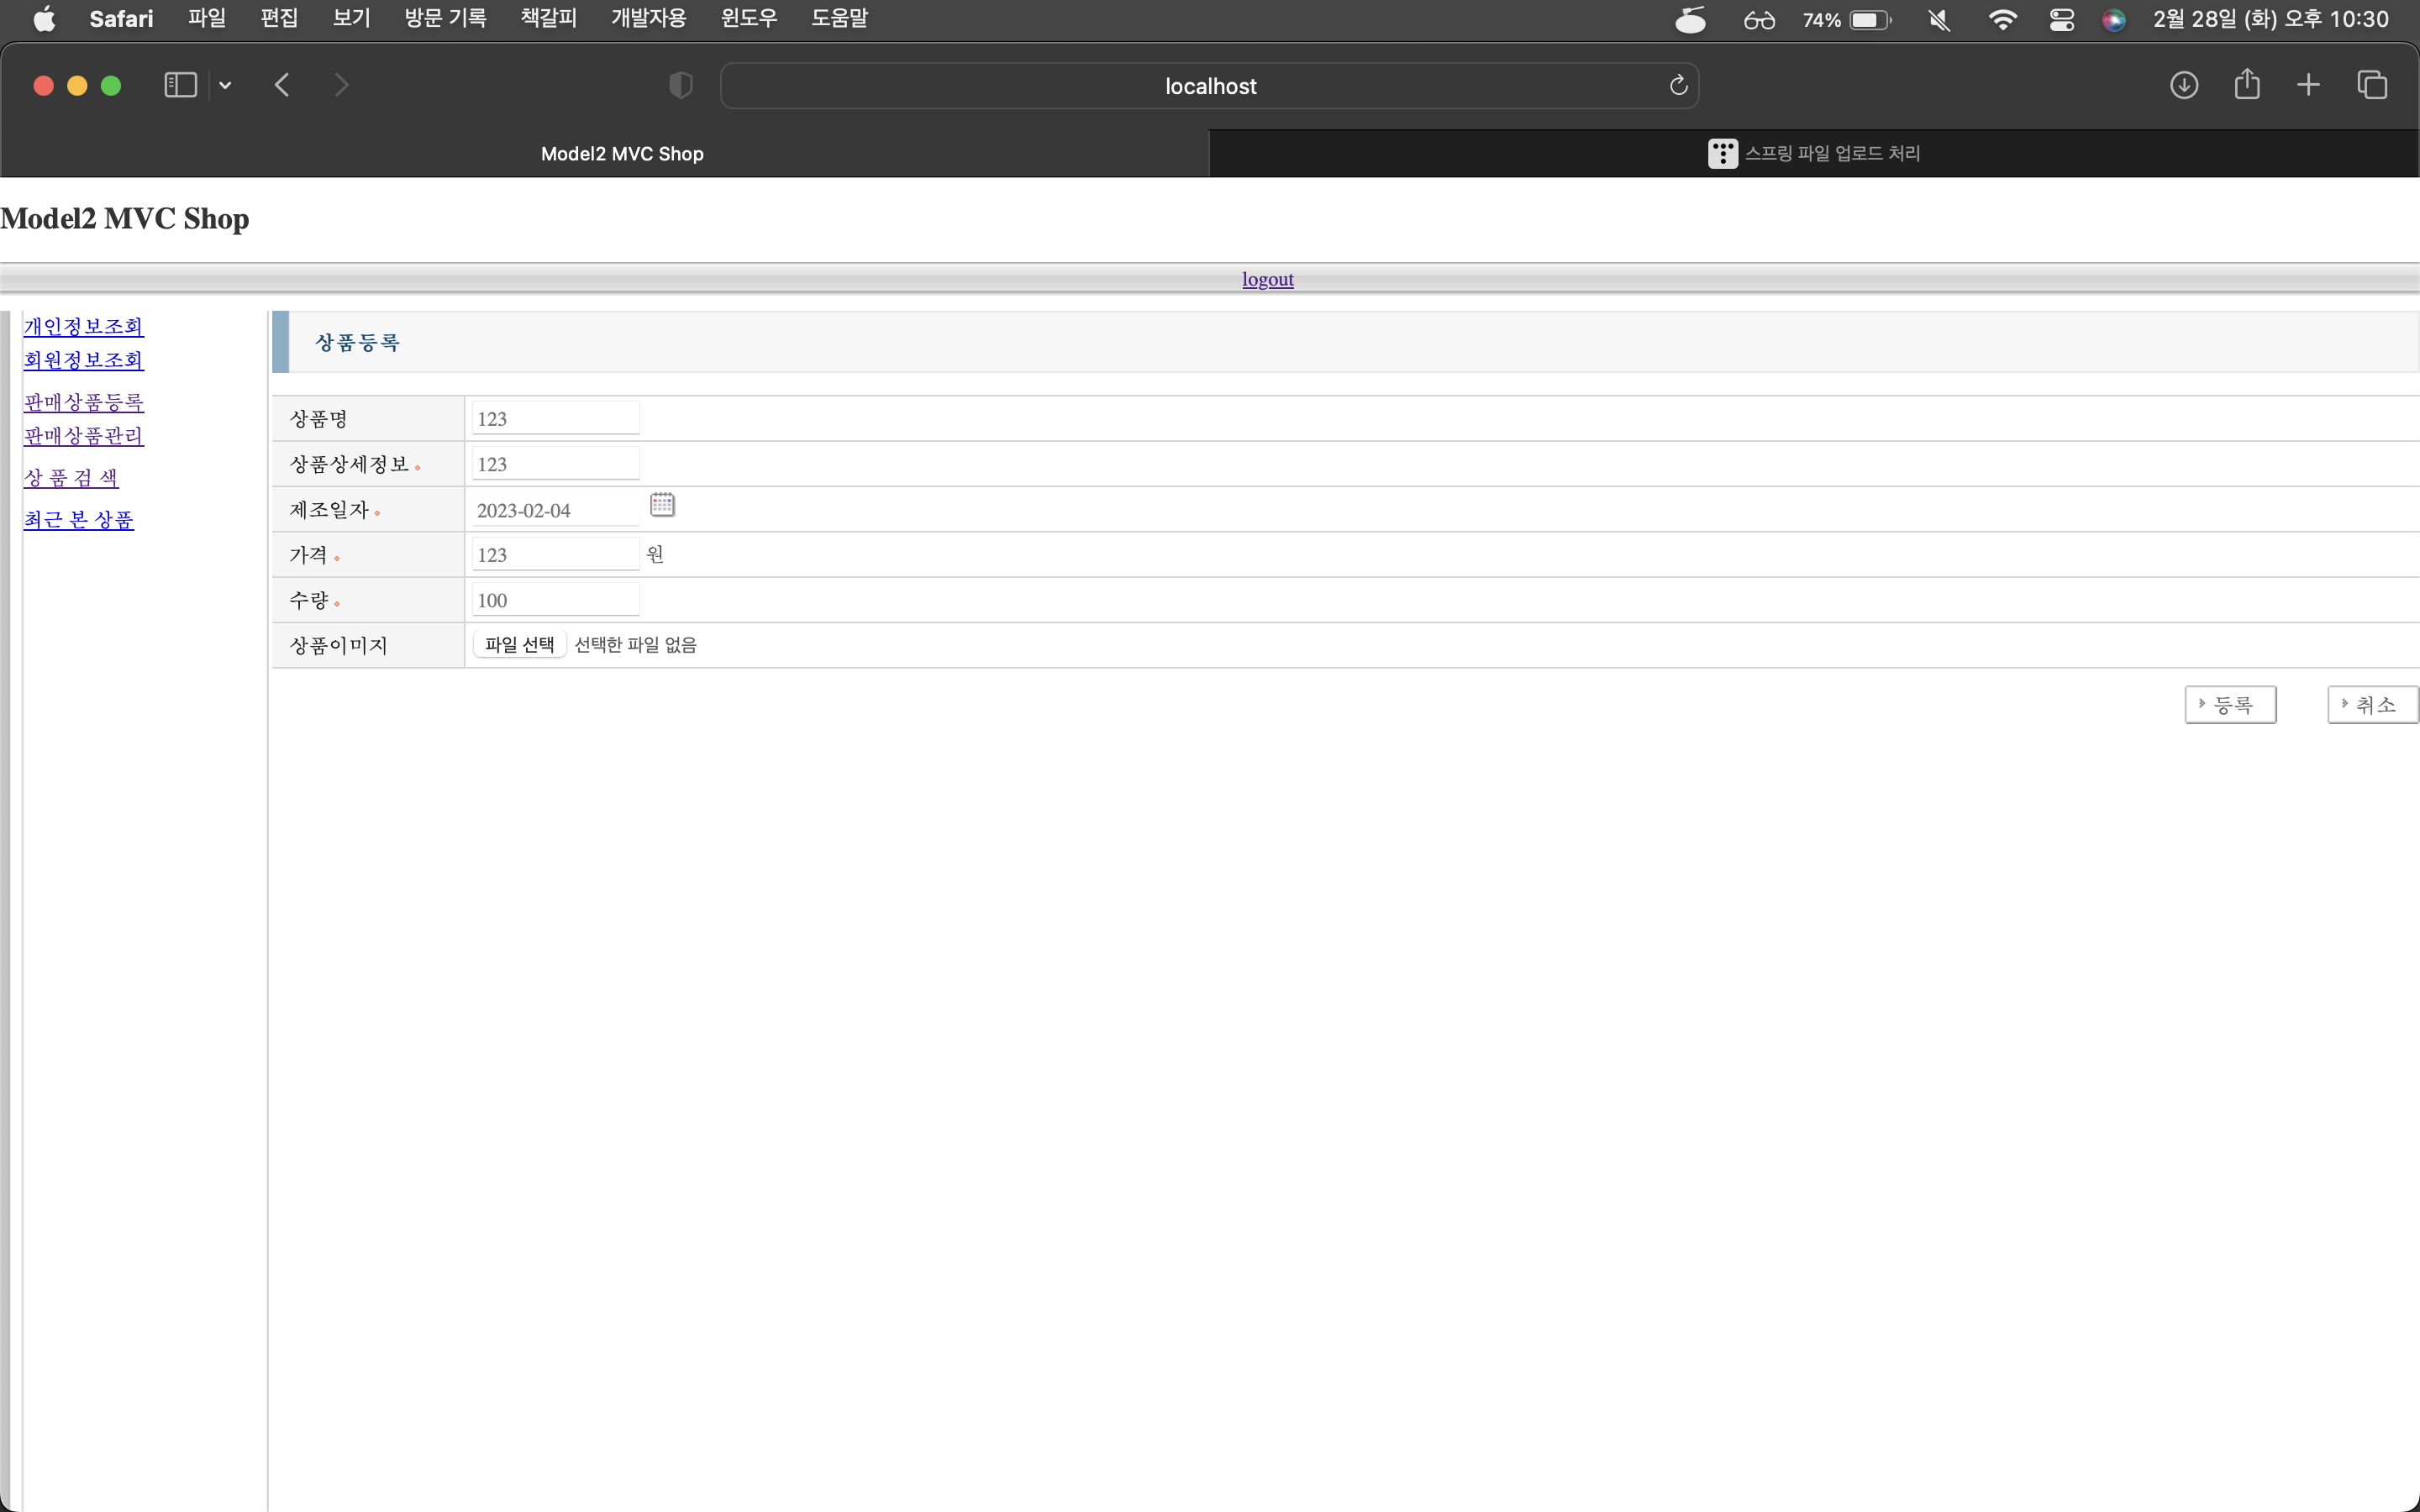 Safari 파일 편집 보기 방문 기록 책갈피 개발자용 윈도우 도움말 74% 2월 28일 (화) 오후 10:30
localhost
Model2 MVC Shop 스프링 파일 업로드 처리
Model2 MVC Shop
logout
개인정보조회
회원정보조회
판매상품등록
판매상품관리
상 품 검 색
최근 본 상품
상품등록
상품명 123
상품상세정보 123
제조일자 2023-02-04
가격 123 원
수량 100
상품이미지 파일 선택 선택한 파일 없음
등록 취소